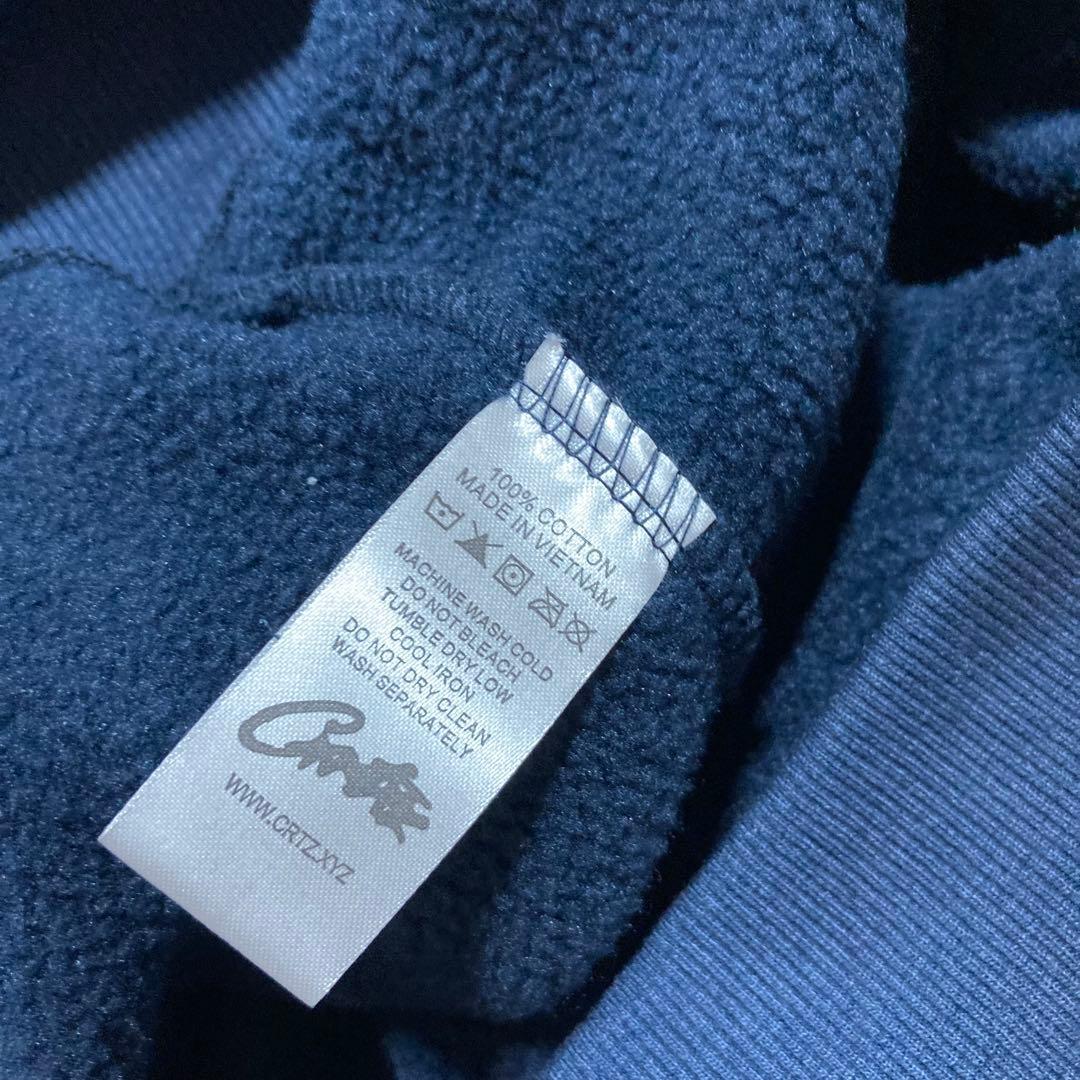 100% COTTON
MADE IN VIETNAM
MACHINE WASH COLD
DO NOT BLEACH
TUMBLE DRY LOW
COOL IRON
DO NOT DRY CLEAN
WASH SEPARATELY
Crtz
WWW.CRTZ.XYZ